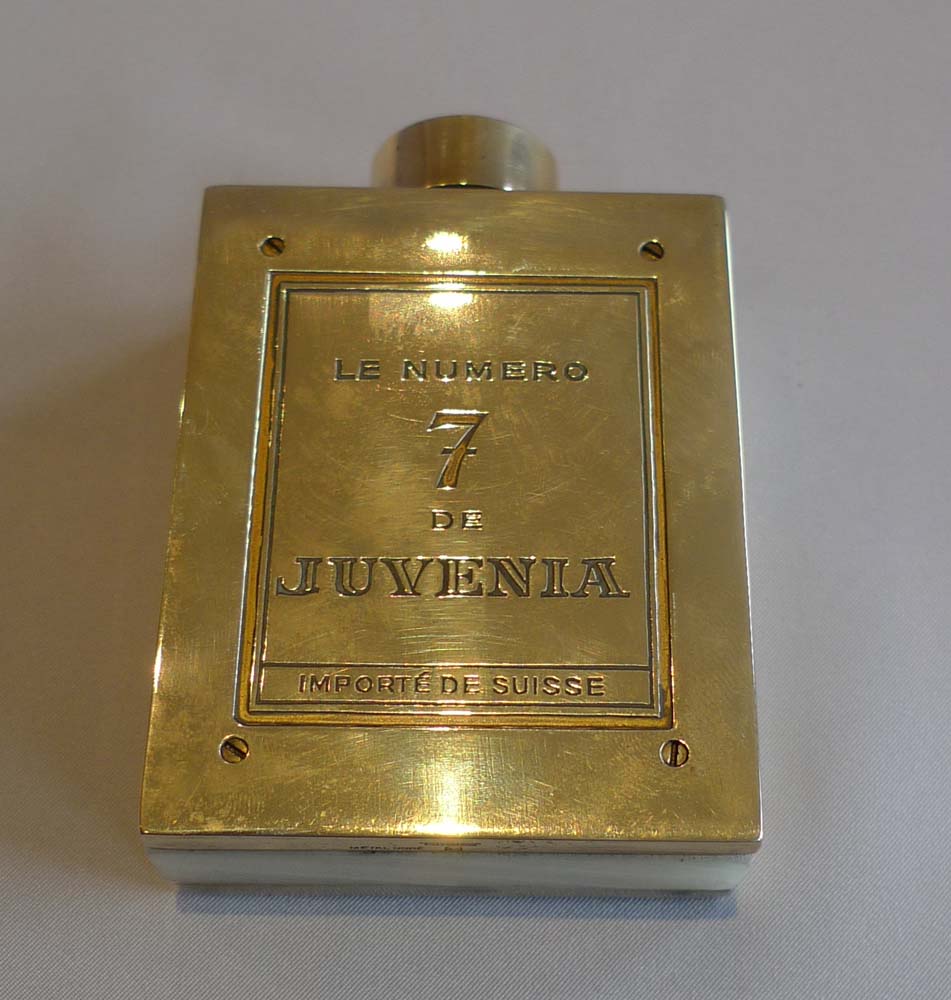 LE NUMERO
7
DE
JUVENIA
IMPORTÉ DE SUISSE